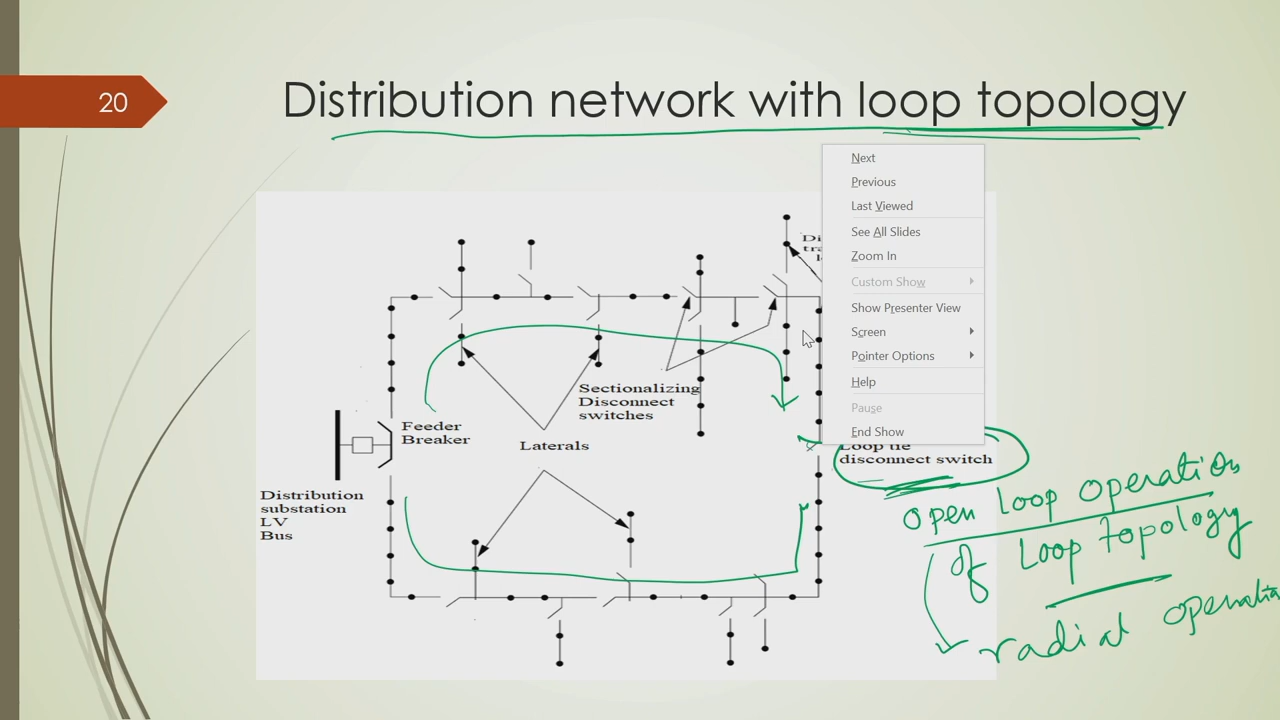 20
Distribution network with loop topology
Next
Previous
Last Viewed
See All Slides
Zoom In
Custom Show
Show Presenter View
Screen
Pointer Options
Help
Pause
End Show
Feeder
Breaker
Sectionalizing
Disconnect
switches
Laterals
Distribution
substation
LV
Bus
Loop tie
disconnect switch
open loop operation
of Loop topology
radial operation